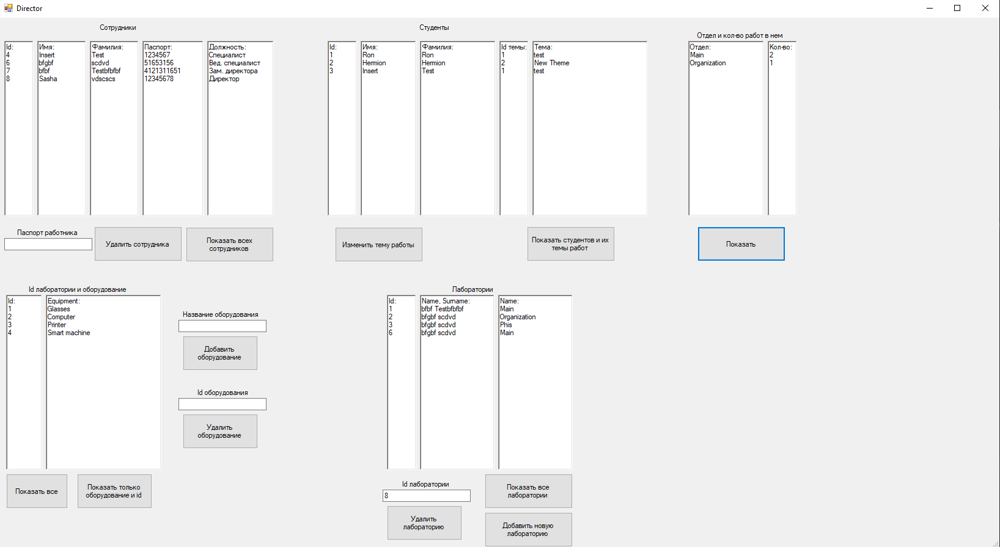 Director
Сотрудники
Студенты
Отдел и кол-во работ в нем
Id:
4
6
7
8
Имя:
Insert
bfgbf
bfbf
Sasha
Фамилия:
Test
scdvd
Testbfbfbf
vdscscs
Паспорт:
1234567
51653156
4121311651
12345678
Должность:
Специалист
Вед. специалист
Зам. директора
Директор
Id:
1
2
3
Имя:
Ron
Hermion
Insert
Фамилия:
Ron
Hermion
Test
Id темы:
1
2
1
Тема:
test
New Theme
test
Отдел:
Main
Organization
Кол-во:
2
1
Паспорт работника
Удалить сотрудника
Показать всех
сотрудников
Изменить тему работы
Показать студентов и их
темы работ
Показать
Id лаборатории и оборудование
Id:
1
2
3
4
Equipment:
Glasses
Computer
Printer
Smart machine
Название оборудования
Добавить
оборудование
Id оборудования
Удалить
оборудование
Показать все
Показать только
оборудование и id
Лаборатории
Id:
1
2
3
6
Name, Surname:
bfbf Testbfbfbf
bfgbf scdvd
bfgbf scdvd
bfgbf scdvd
Name:
Main
Organization
Phis
Main
Id лаборатории
8
Удалить
лабораторию
Показать все
лаборатории
Добавить новую
лабораторию